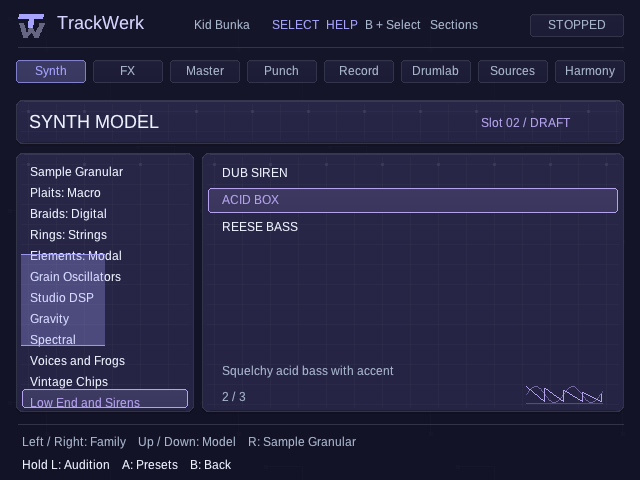 TW TrackWerk Kid Bunka SELECT HELP B + Select Sections STOPPED
Synth FX Master Punch Record Drumlab Sources Harmony
SYNTH MODEL Slot 02 / DRAFT
Sample Granular
Plaits: Macro
Braids: Digital
Rings: Strings
Elements: Modal
Grain Oscillators
Studio DSP
Gravity
Spectral
Voices and Frogs
Vintage Chips
Low End and Sirens
DUB SIREN
ACID BOX
REESE BASS
Squelchy acid bass with accent
2 / 3
Left / Right: Family Up / Down: Model R: Sample Granular
Hold L: Audition A: Presets B: Back